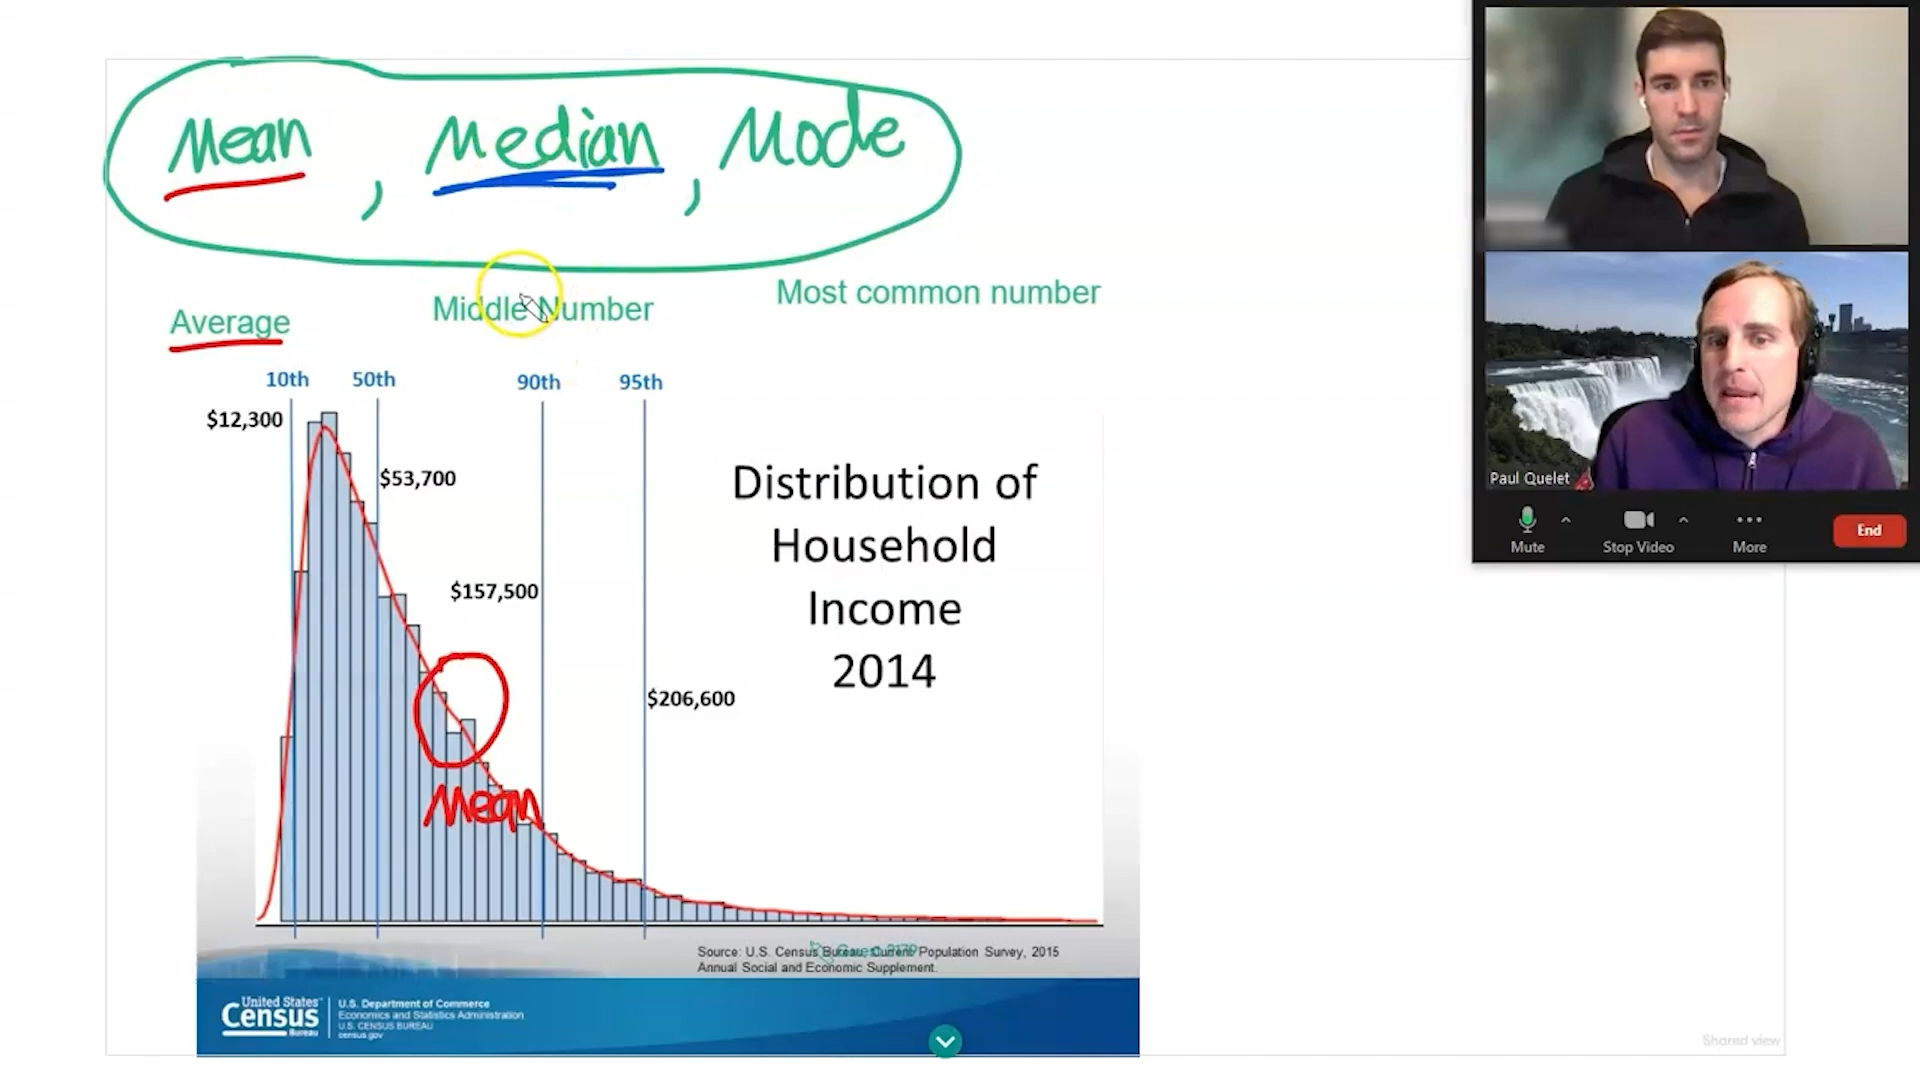 Mean, Median, Mode
Average
Middle Number
Most common number
10th 50th 90th 95th
$12,300
$53,700
$157,500
$206,600
Mean
Distribution of
Household
Income
2014
Source: U.S. Census Bureau, Current Population Survey, 2015
Annual Social and Economic Supplement.
United States™
Census
Bureau
U.S. Department of Commerce
Economics and Statistics Administration
U.S. CENSUS BUREAU
census.gov
Paul Quelet
Mute
Stop Video
More
End
Shared view